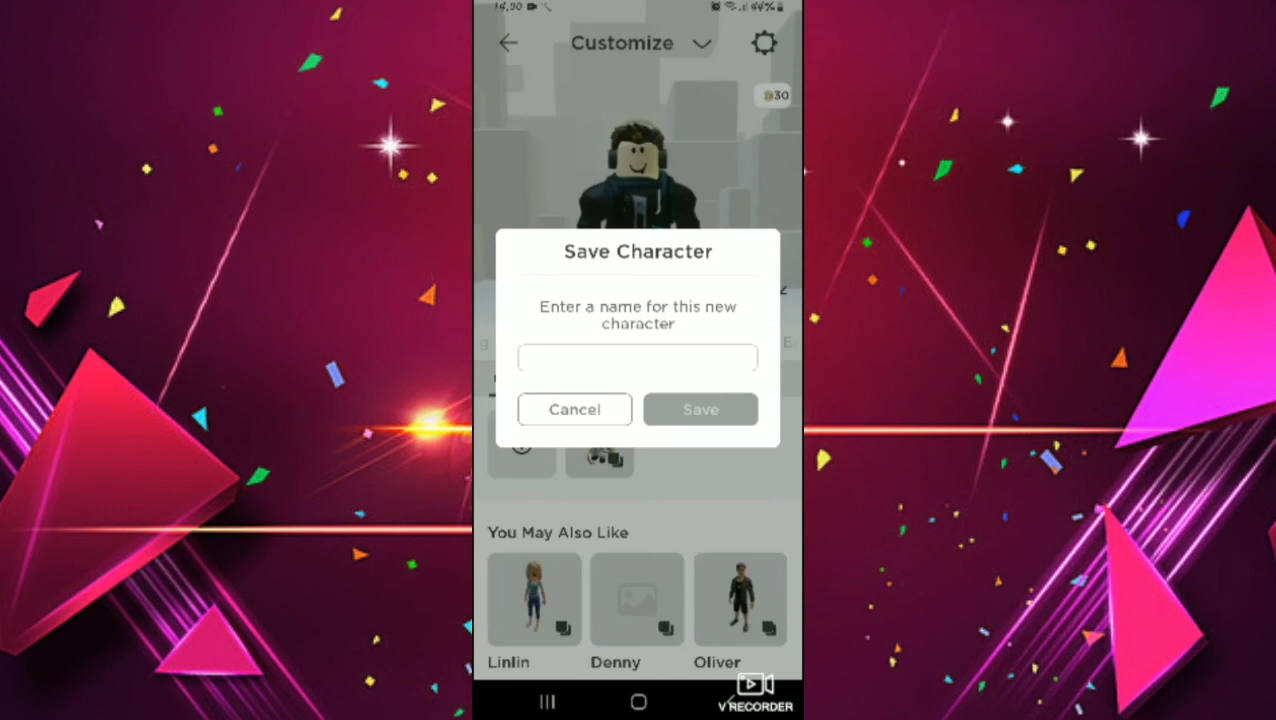 44%
Customize
30
Save Character
Enter a name for this new
character
Cancel
Save
You May Also Like
Linlin
Denny
Oliver
V RECORDER